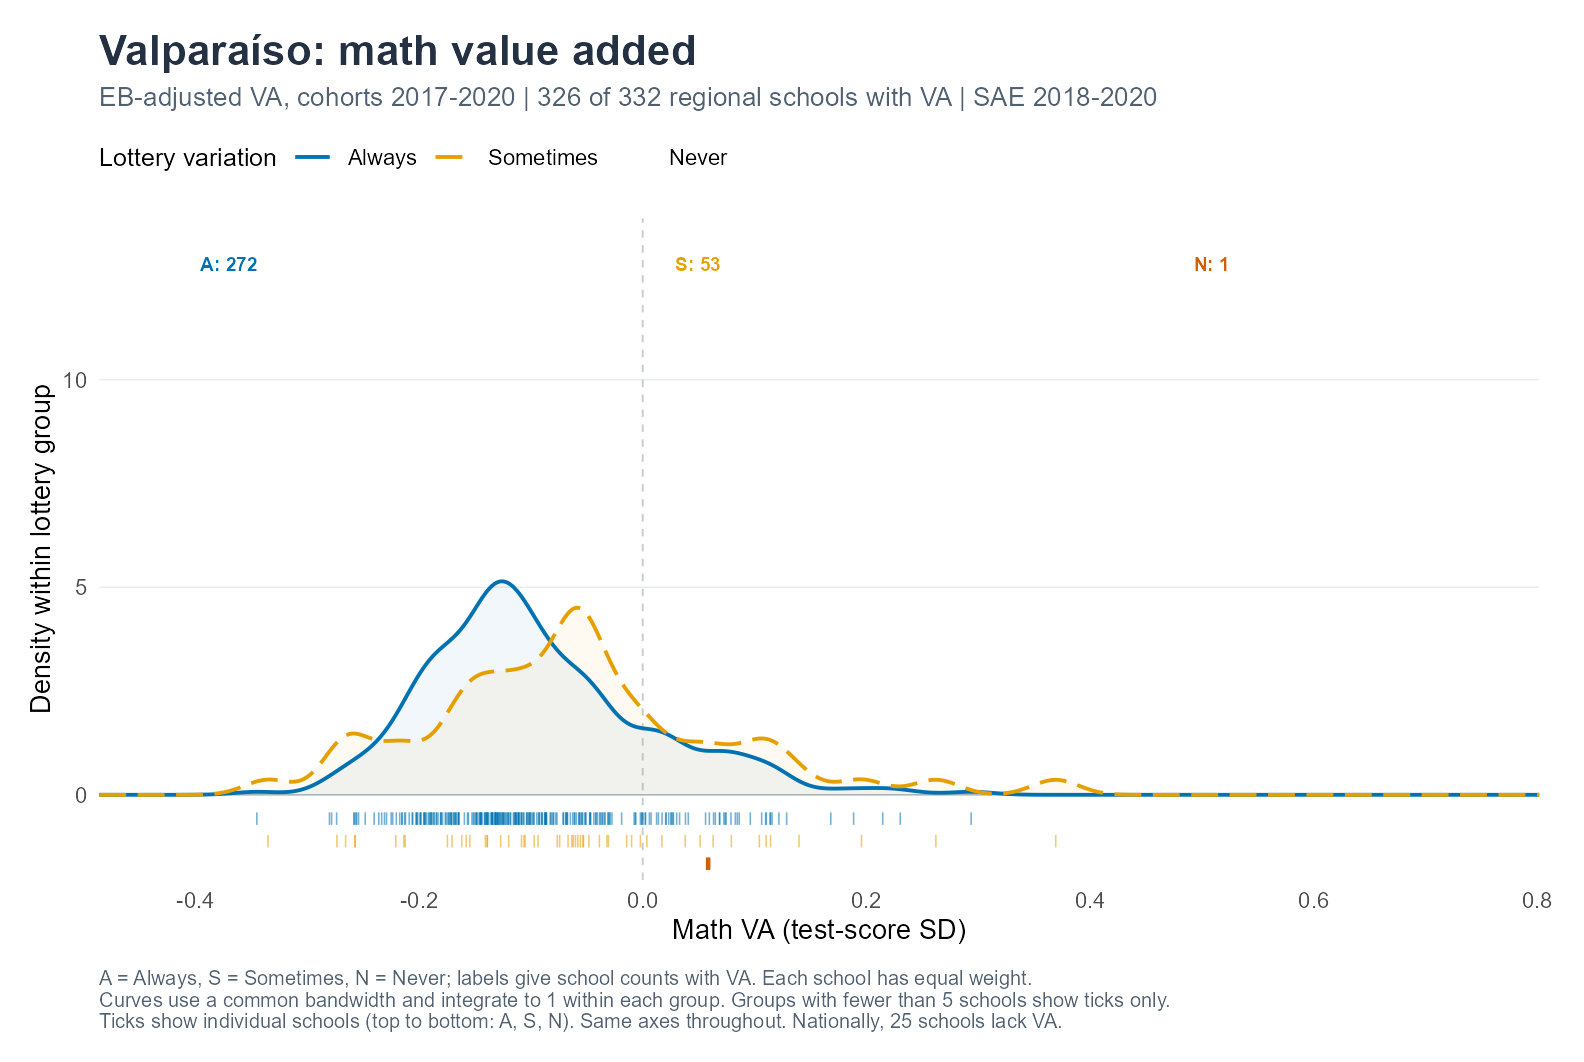 Valparaíso: math value added
EB-adjusted VA, cohorts 2017-2020 | 326 of 332 regional schools with VA | SAE 2018-2020
Lottery variation Always Sometimes Never
A: 272 S: 53 N: 1
Density within lottery group
10
5
0
-0.4 -0.2 0.0 0.2 0.4 0.6 0.8
Math VA (test-score SD)
A = Always, S = Sometimes, N = Never; labels give school counts with VA. Each school has equal weight.
Curves use a common bandwidth and integrate to 1 within each group. Groups with fewer than 5 schools show ticks only.
Ticks show individual schools (top to bottom: A, S, N). Same axes throughout. Nationally, 25 schools lack VA.